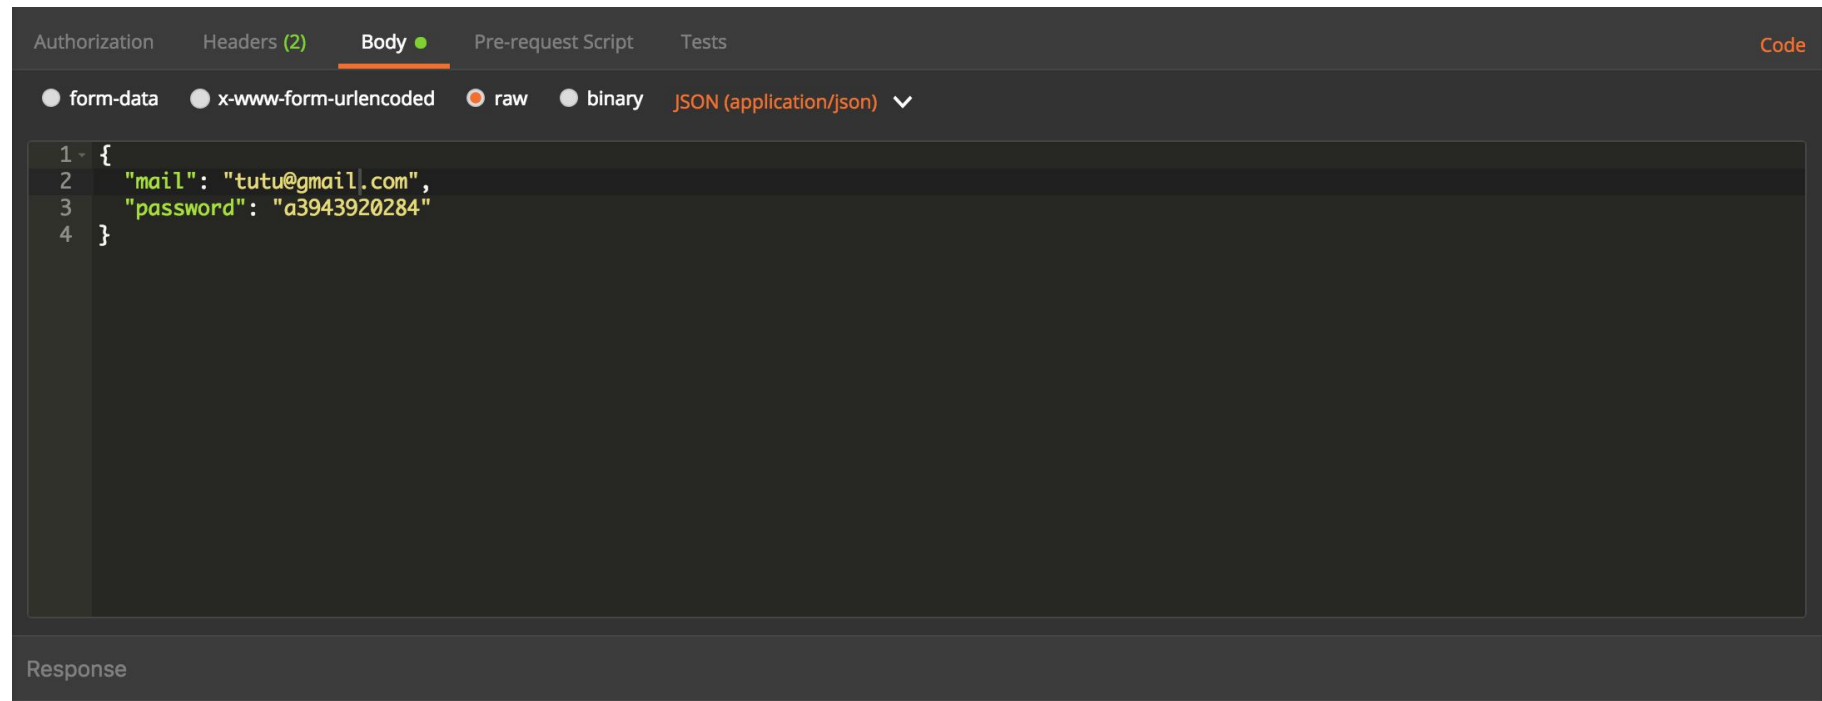 Authorization Headers (2) Body Pre-request Script Tests Code
form-data x-www-form-urlencoded raw binary JSON (application/json)
1 {
2 "mail": "tutu@gmail.com",
3 "password": "a3943920284"
4 }
Response